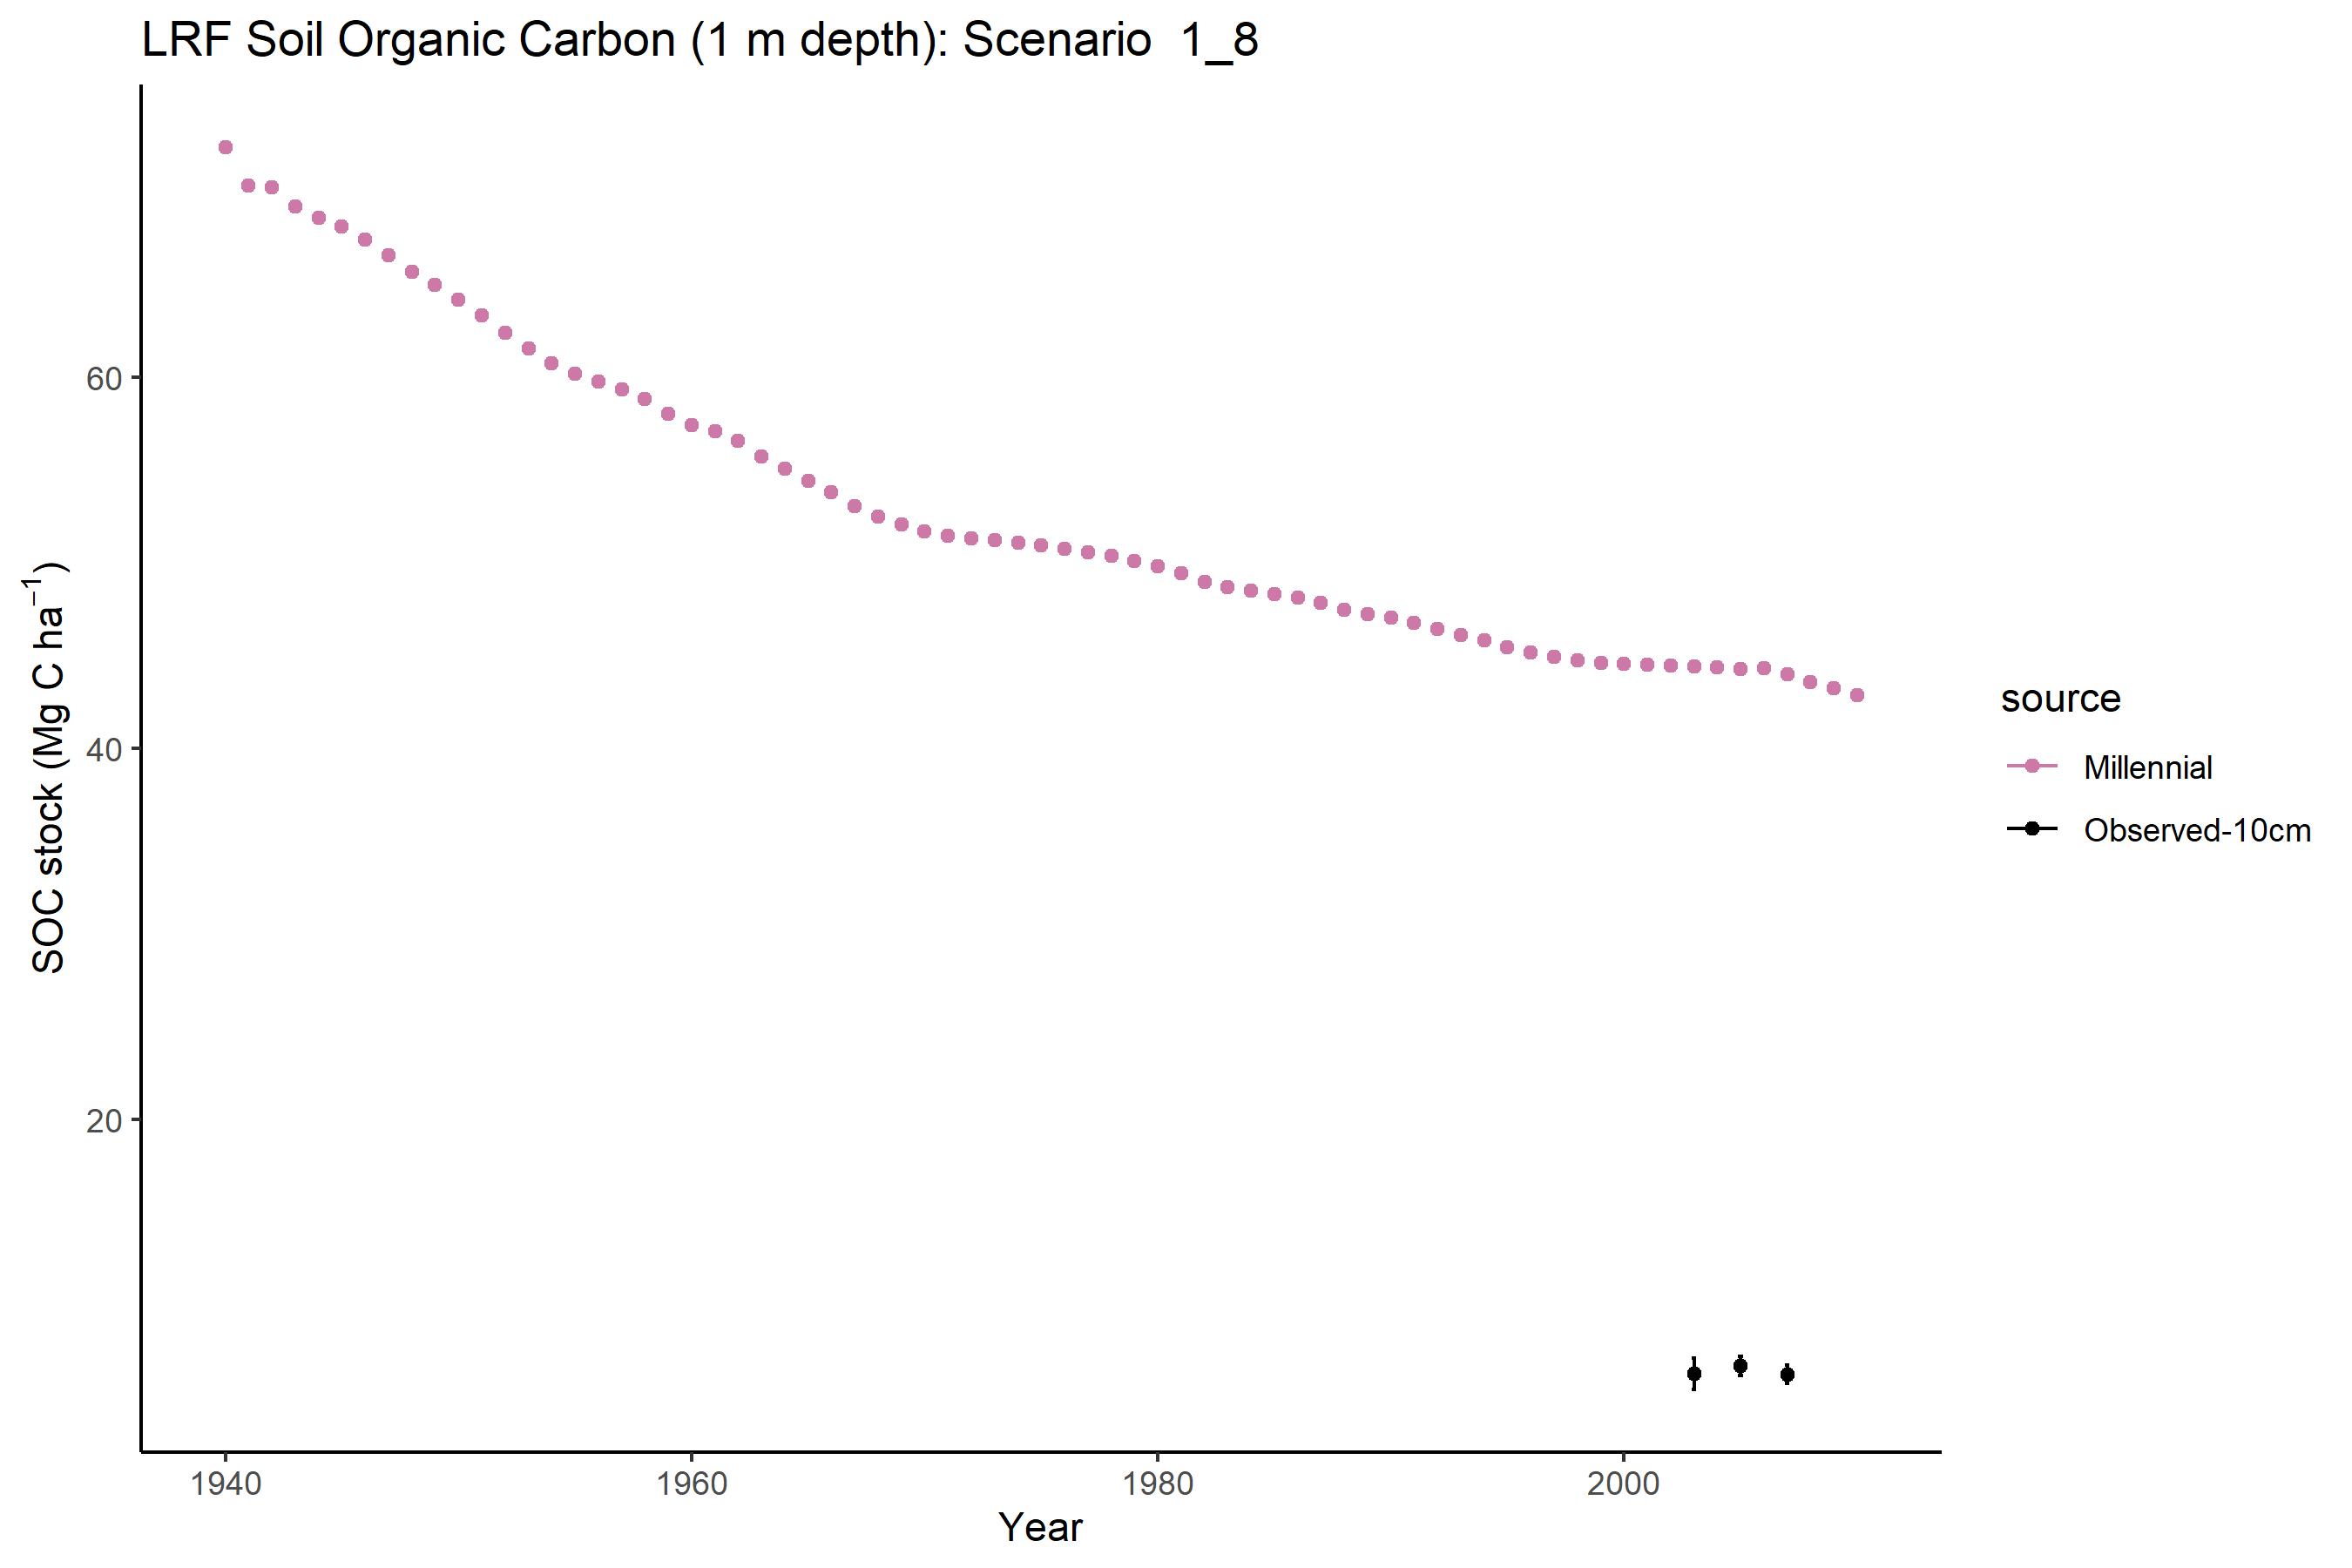 LRF Soil Organic Carbon (1 m depth): Scenario  1_8
SOC stock (Mg C ha⁻¹)
60
40
20
1940
1960
1980
2000
Year
source
Millennial
Observed-10cm